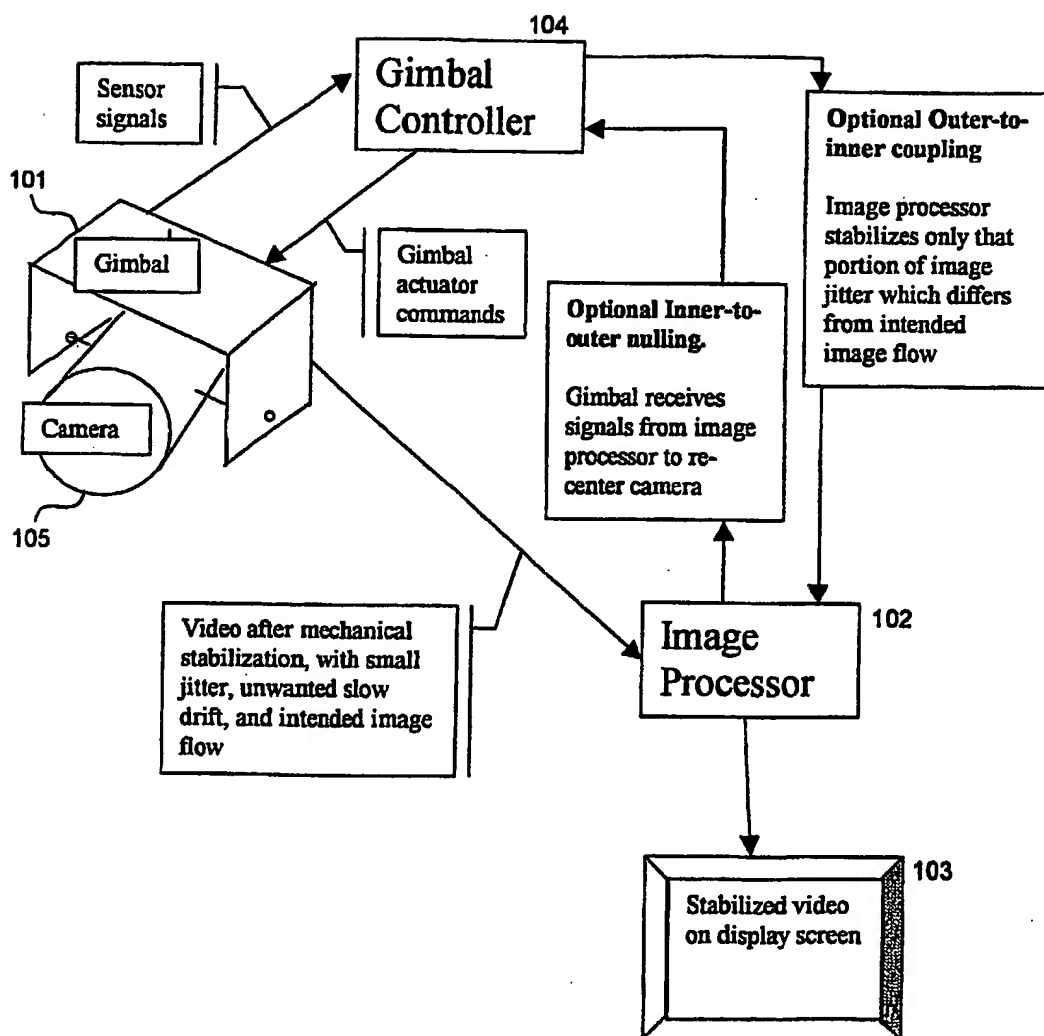 104
Gimbal
Controller
Sensor
signals
Optional Outer-to-
inner coupling
Image processor
stabilizes only that
portion of image
jitter which differs
from intended
image flow
101
Gimbal
Gimbal
actuator
commands
Optional Inner-to-
outer nulling.
Gimbal receives
signals from image
processor to re-
center camera
Camera
105
Video after mechanical
stabilization, with small
jitter, unwanted slow
drift, and intended image
flow
102
Image
Processor
103
Stabilized video
on display screen